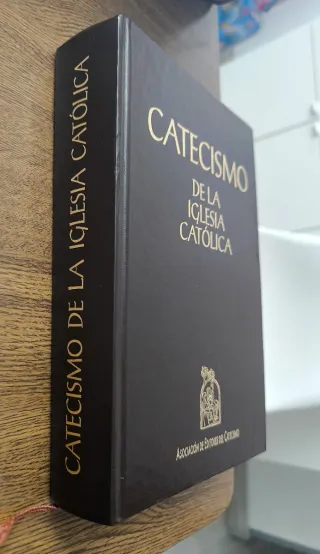 CATECISMO DE LA IGLESIA CATÓLICA
CATECISMO
DE LA
IGLESIA
CATÓLICA
ASOCIACIÓN DE EDITORES DEL CATECISMO